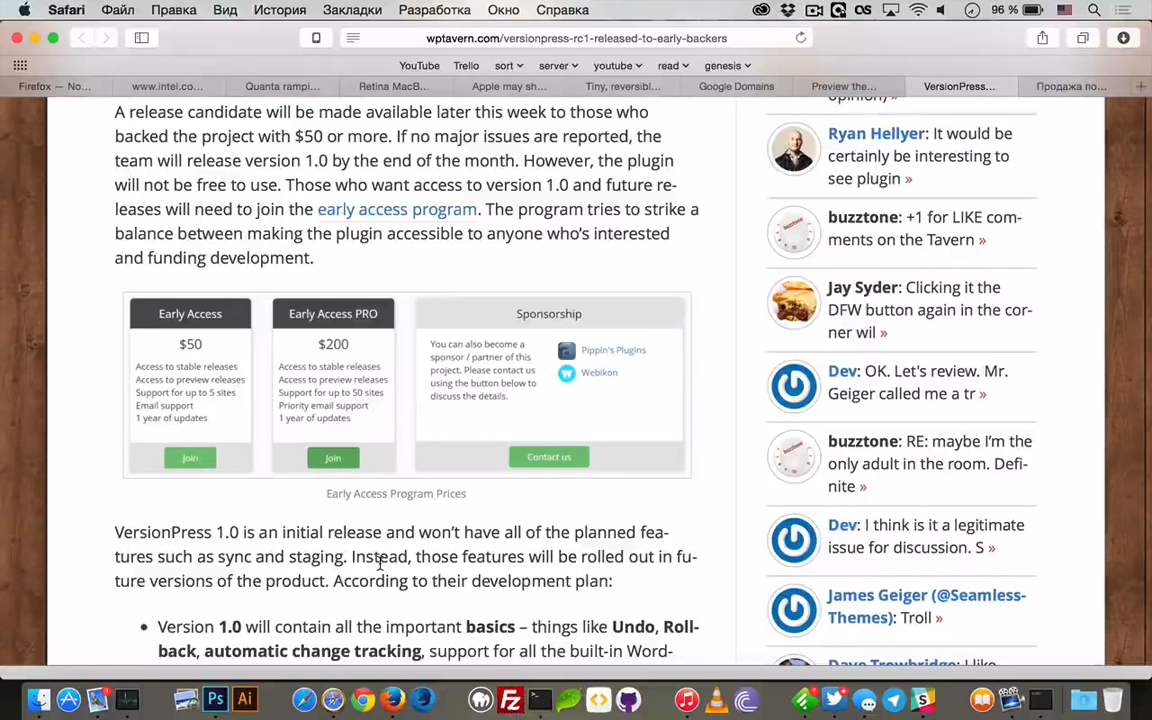 Safari Файл Правка Вид История Закладки Разработка Окно Справка OS 96 %
wptavern.com/versionpress-rc1-released-to-early-backers
YouTube Trello sort server youtube read genesis
Firefox — No... www.intel.co... Quanta rampi... Retina MacB... Apple may sh... Tiny, reversibl... Google Domains Preview the... VersionPress... Продажа по...
A release candidate will be made available later this week to those who
backed the project with $50 or more. If no major issues are reported, the
team will release version 1.0 by the end of the month. However, the plugin
will not be free to use. Those who want access to version 1.0 and future re-
leases will need to join the early access program. The program tries to strike a
balance between making the plugin accessible to anyone who's interested
and funding development.
Early Access
$50
Access to stable releases
Access to preview releases
Support for up to 5 sites
Email support
1 year of updates
Join
Early Access PRO
$200
Access to stable releases
Access to preview releases
Support for up to 50 sites
Priority email support
1 year of updates
Join
Sponsorship
You can also become a
sponsor / partner of this
project. Please contact us
using the button below to
discuss the details.
Pippin's Plugins
Webikon
Contact us
Early Access Program Prices
VersionPress 1.0 is an initial release and won't have all of the planned fea-
tures such as sync and staging. Instead, those features will be rolled out in fu-
ture versions of the product. According to their development plan:
• Version 1.0 will contain all the important basics – things like Undo, Roll-
back, automatic change tracking, support for all the built-in Word-
opinion) »
Ryan Hellyer: It would be
certainly be interesting to
see plugin »
buzztone: +1 for LIKE com-
ments on the Tavern »
Jay Syder: Clicking it the
DFW button again in the cor-
ner wil »
Dev: OK. Let's review. Mr.
Geiger called me a tr »
buzztone: RE: maybe I'm the
only adult in the room. Defi-
nite »
Dev: I think is it a legitimate
issue for discussion. S »
James Geiger (@Seamless-
Themes): Troll »
Dave Trowbridge: I like